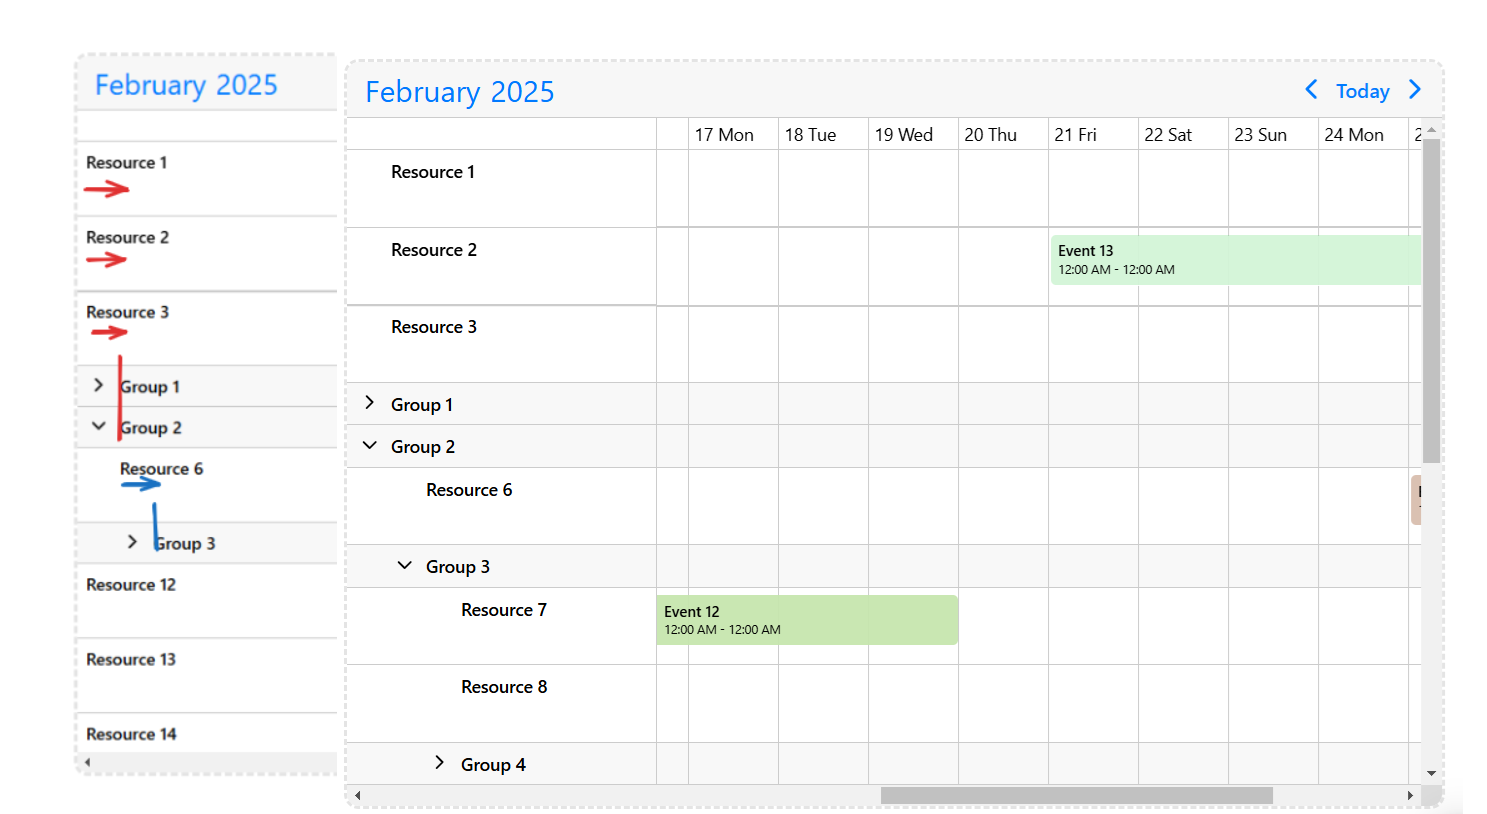 February 2025
Resource 1
Resource 2
Resource 3
Group 1
Group 2
Resource 6
Group 3
Resource 12
Resource 13
Resource 14
February 2025
Today
17 Mon 18 Tue 19 Wed 20 Thu 21 Fri 22 Sat 23 Sun 24 Mon 2
Resource 1
Resource 2
Event 13
12:00 AM - 12:00 AM
Resource 3
Group 1
Group 2
Resource 6
Group 3
Resource 7
Event 12
12:00 AM - 12:00 AM
Resource 8
Group 4